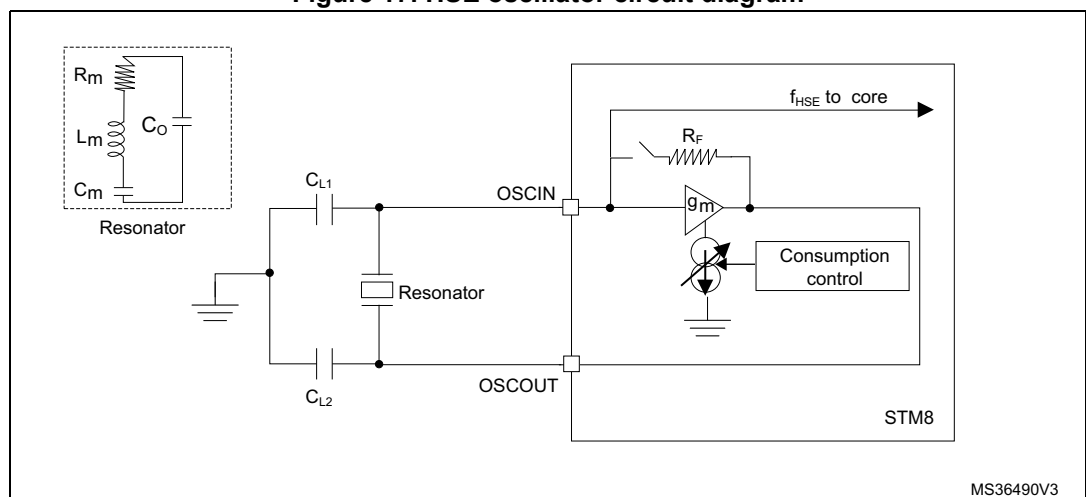 Figure 17. HSE oscillator circuit diagram
Rm
Lm
CO
Cm
Resonator
fHSE to core
RF
CL1
OSCIN
gm
Consumption
control
Resonator
CL2
OSCOUT
STM8
MS36490V3